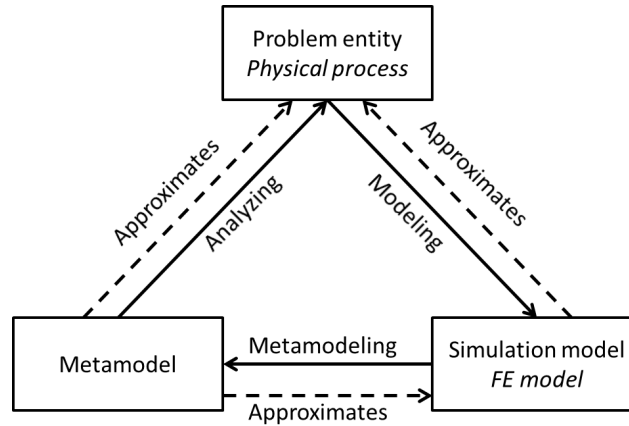 Problem entity
Physical process
Approximates
Analyzing
Modeling
Approximates
Metamodel
Metamodeling
Approximates
Simulation model
FE model